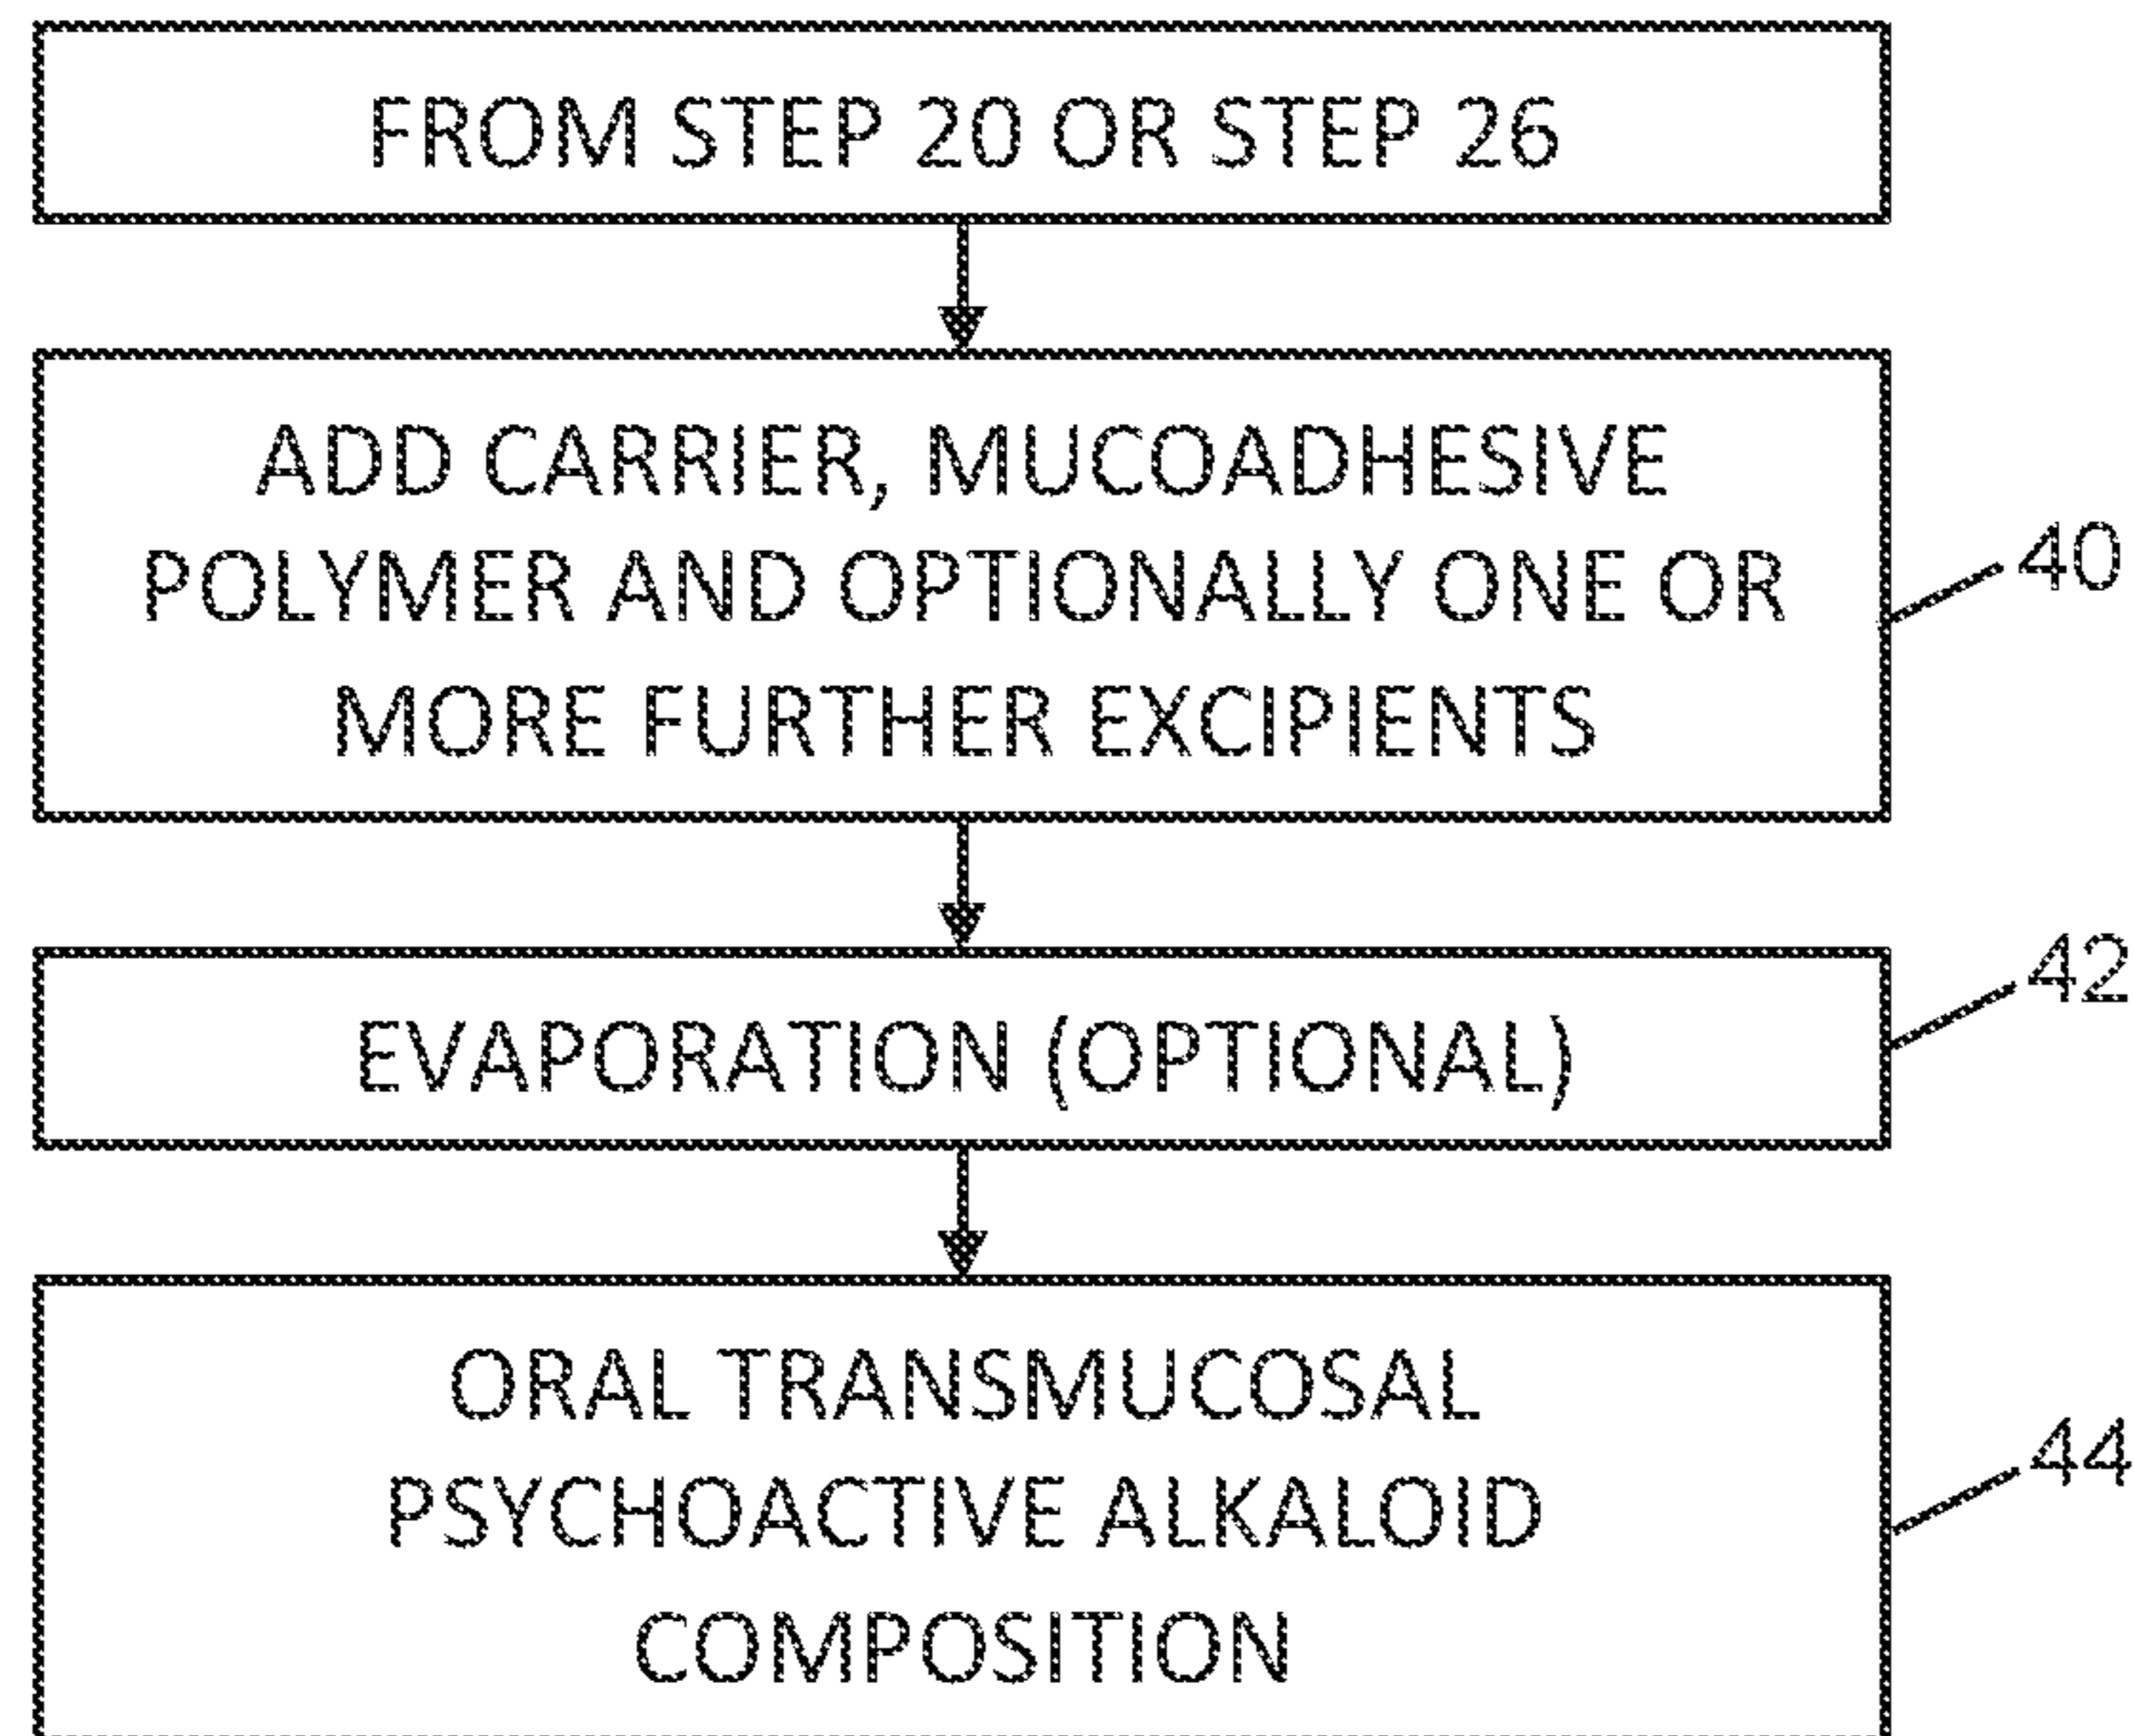 FROM STEP 20 OR STEP 26
ADD CARRIER, MUCOADHESIVE
POLYMER AND OPTIONALLY ONE OR
MORE FURTHER EXCIPIENTS
40
EVAPORATION (OPTIONAL)
42
ORAL TRANSMUCOSAL
PSYCHOACTIVE ALKALOID
COMPOSITION
44